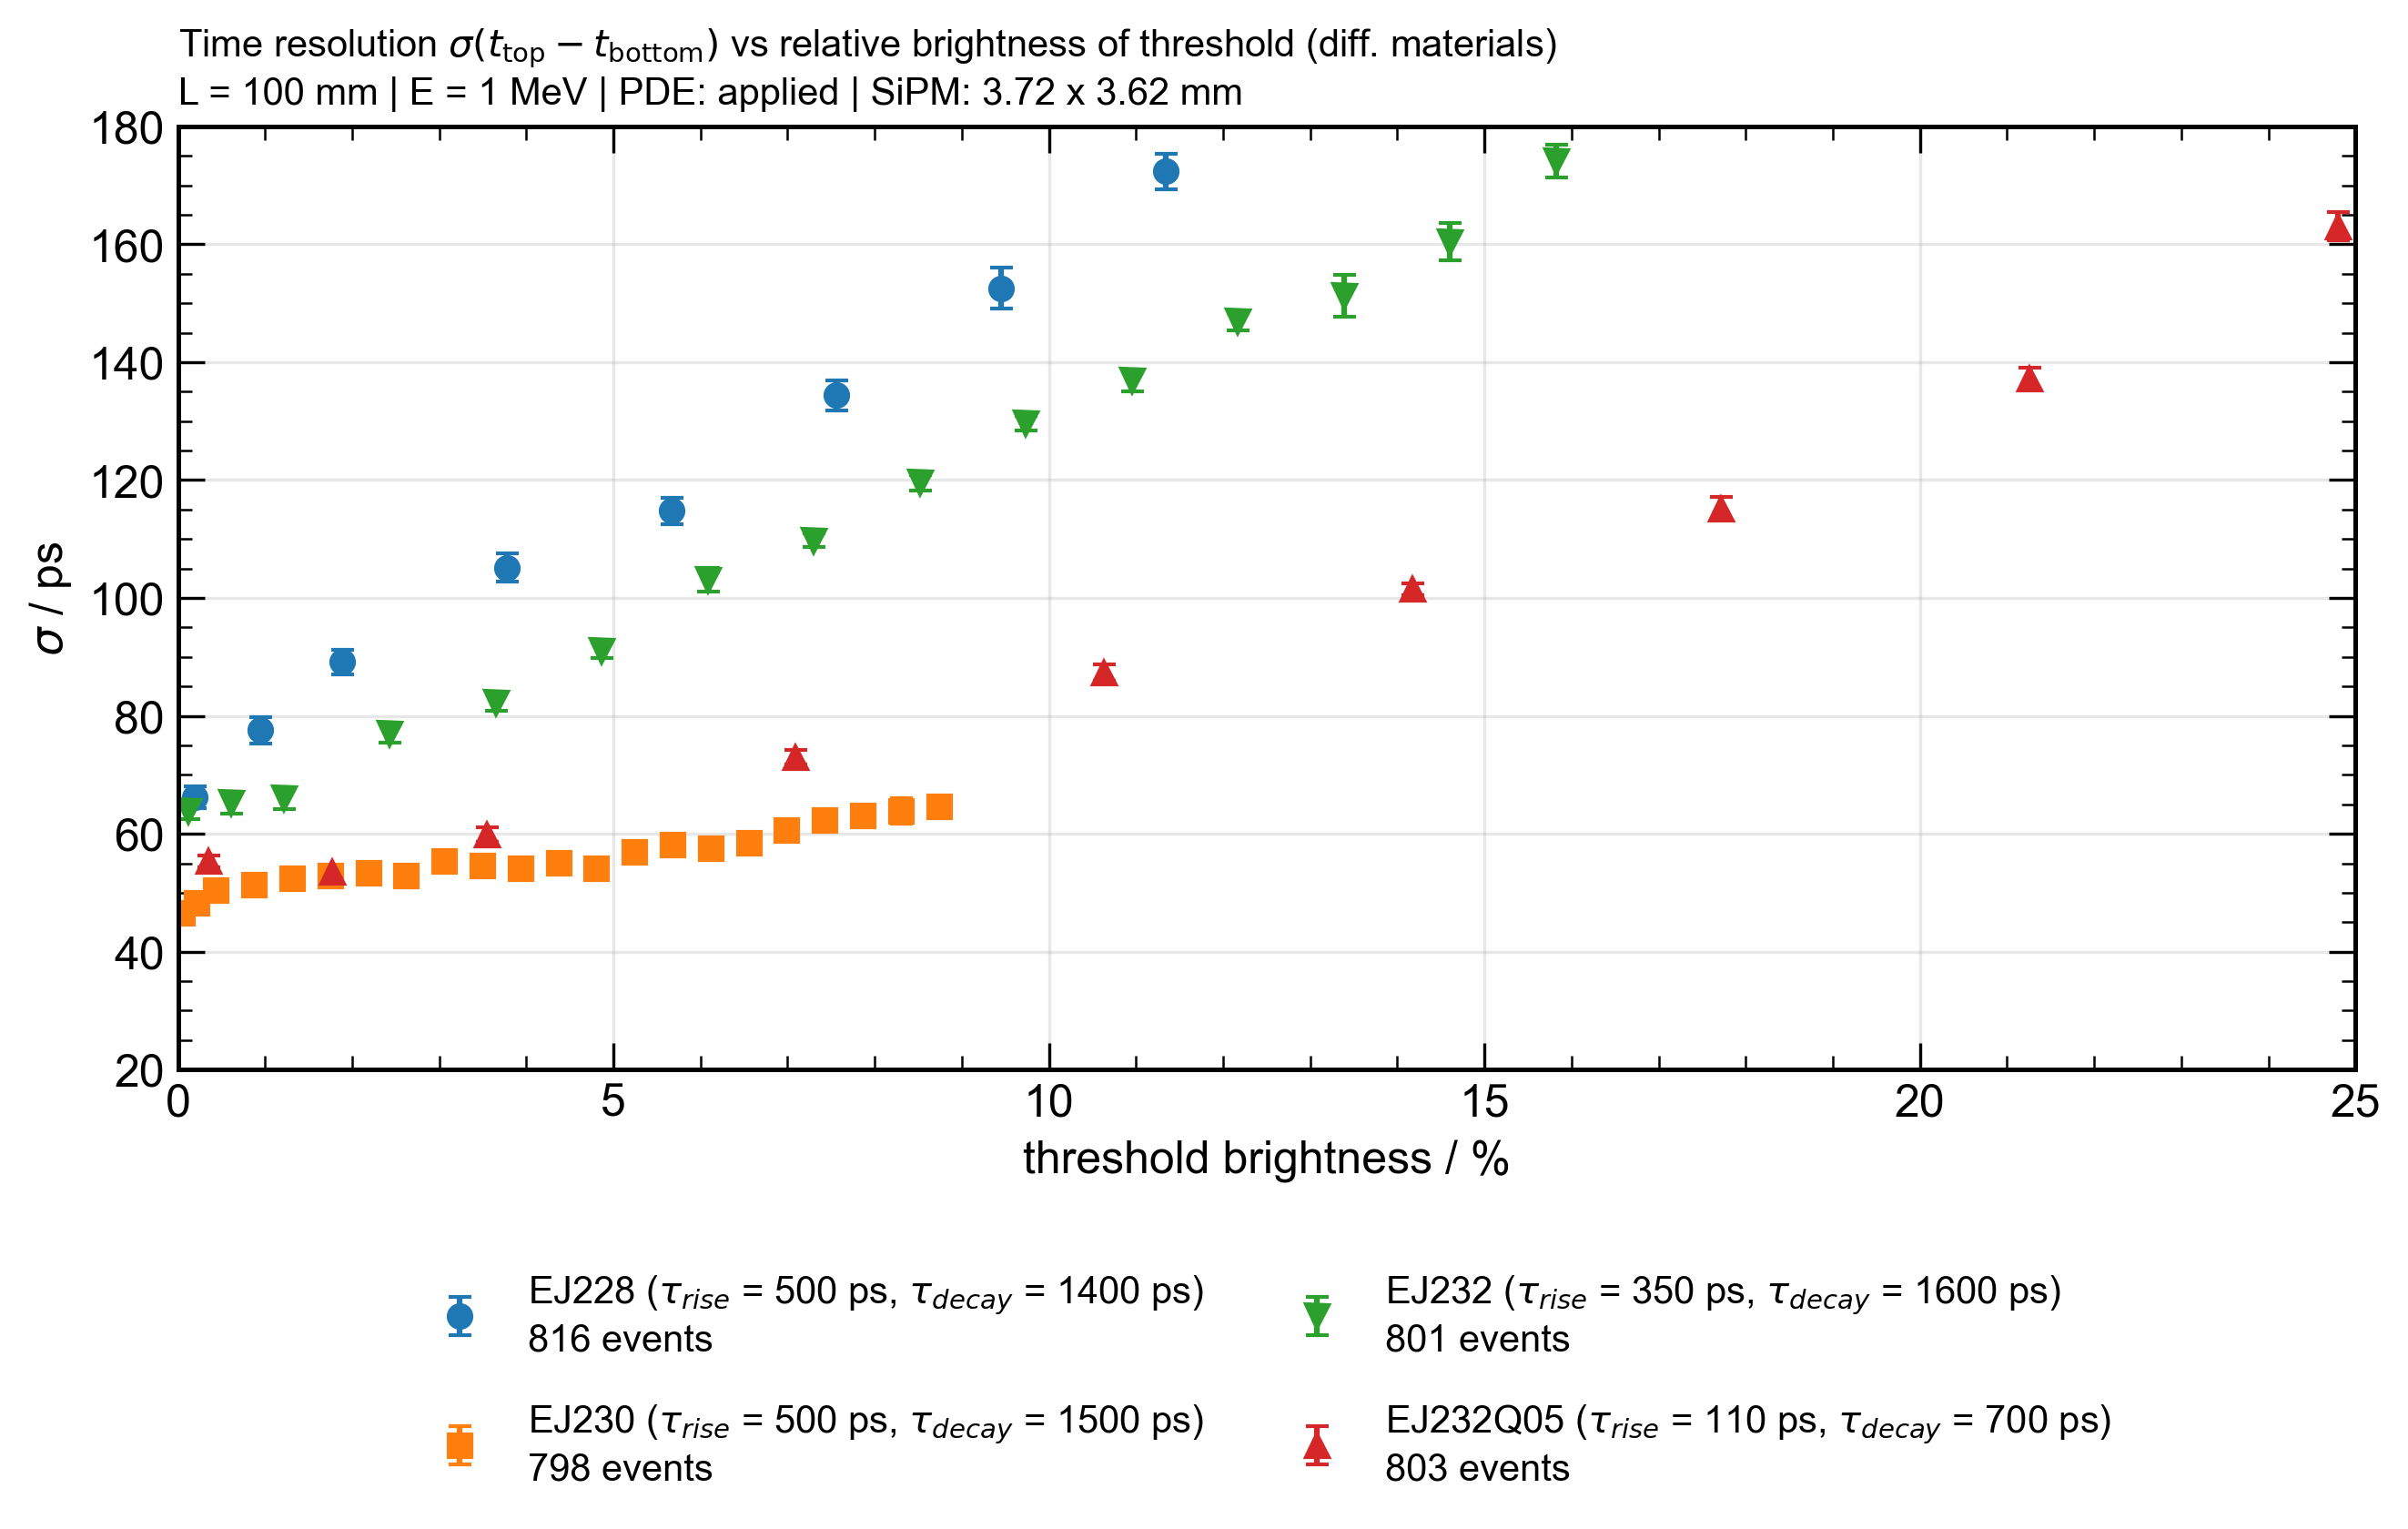 Time resolution σ(t_top − t_bottom) vs relative brightness of threshold (diff. materials)
L = 100 mm | E = 1 MeV | PDE: applied | SiPM: 3.72 x 3.62 mm
180
160
140
120
100
80
60
40
20
σ / ps
0 5 10 15 20 25
threshold brightness / %
EJ228 (τ_rise = 500 ps, τ_decay = 1400 ps)
816 events
EJ230 (τ_rise = 500 ps, τ_decay = 1500 ps)
798 events
EJ232 (τ_rise = 350 ps, τ_decay = 1600 ps)
801 events
EJ232Q05 (τ_rise = 110 ps, τ_decay = 700 ps)
803 events